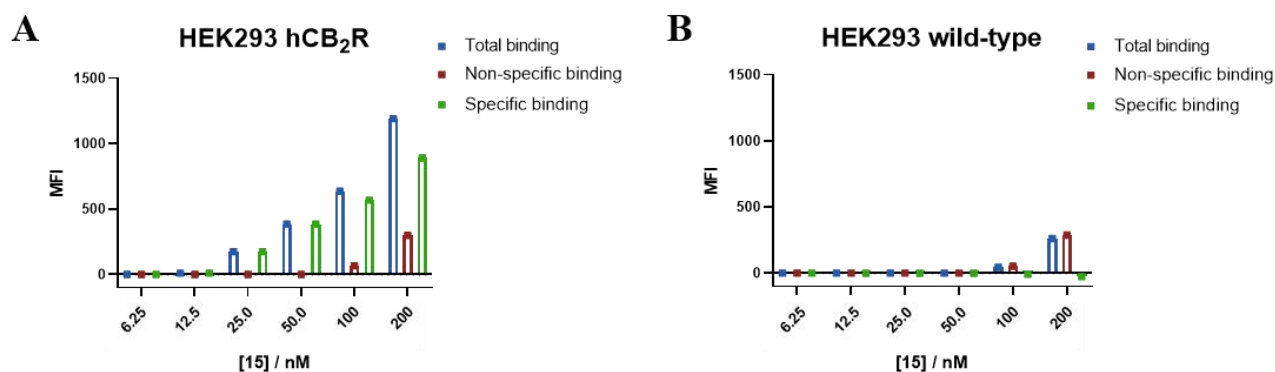 A
HEK293 hCB₂R
Total binding
Non-specific binding
Specific binding
1500
1000
500
0
MFI
6.25
12.5
25.0
50.0
100
200
[15] / nM
B
HEK293 wild-type
Total binding
Non-specific binding
Specific binding
1500
1000
500
0
MFI
6.25
12.5
25.0
50.0
100
200
[15] / nM